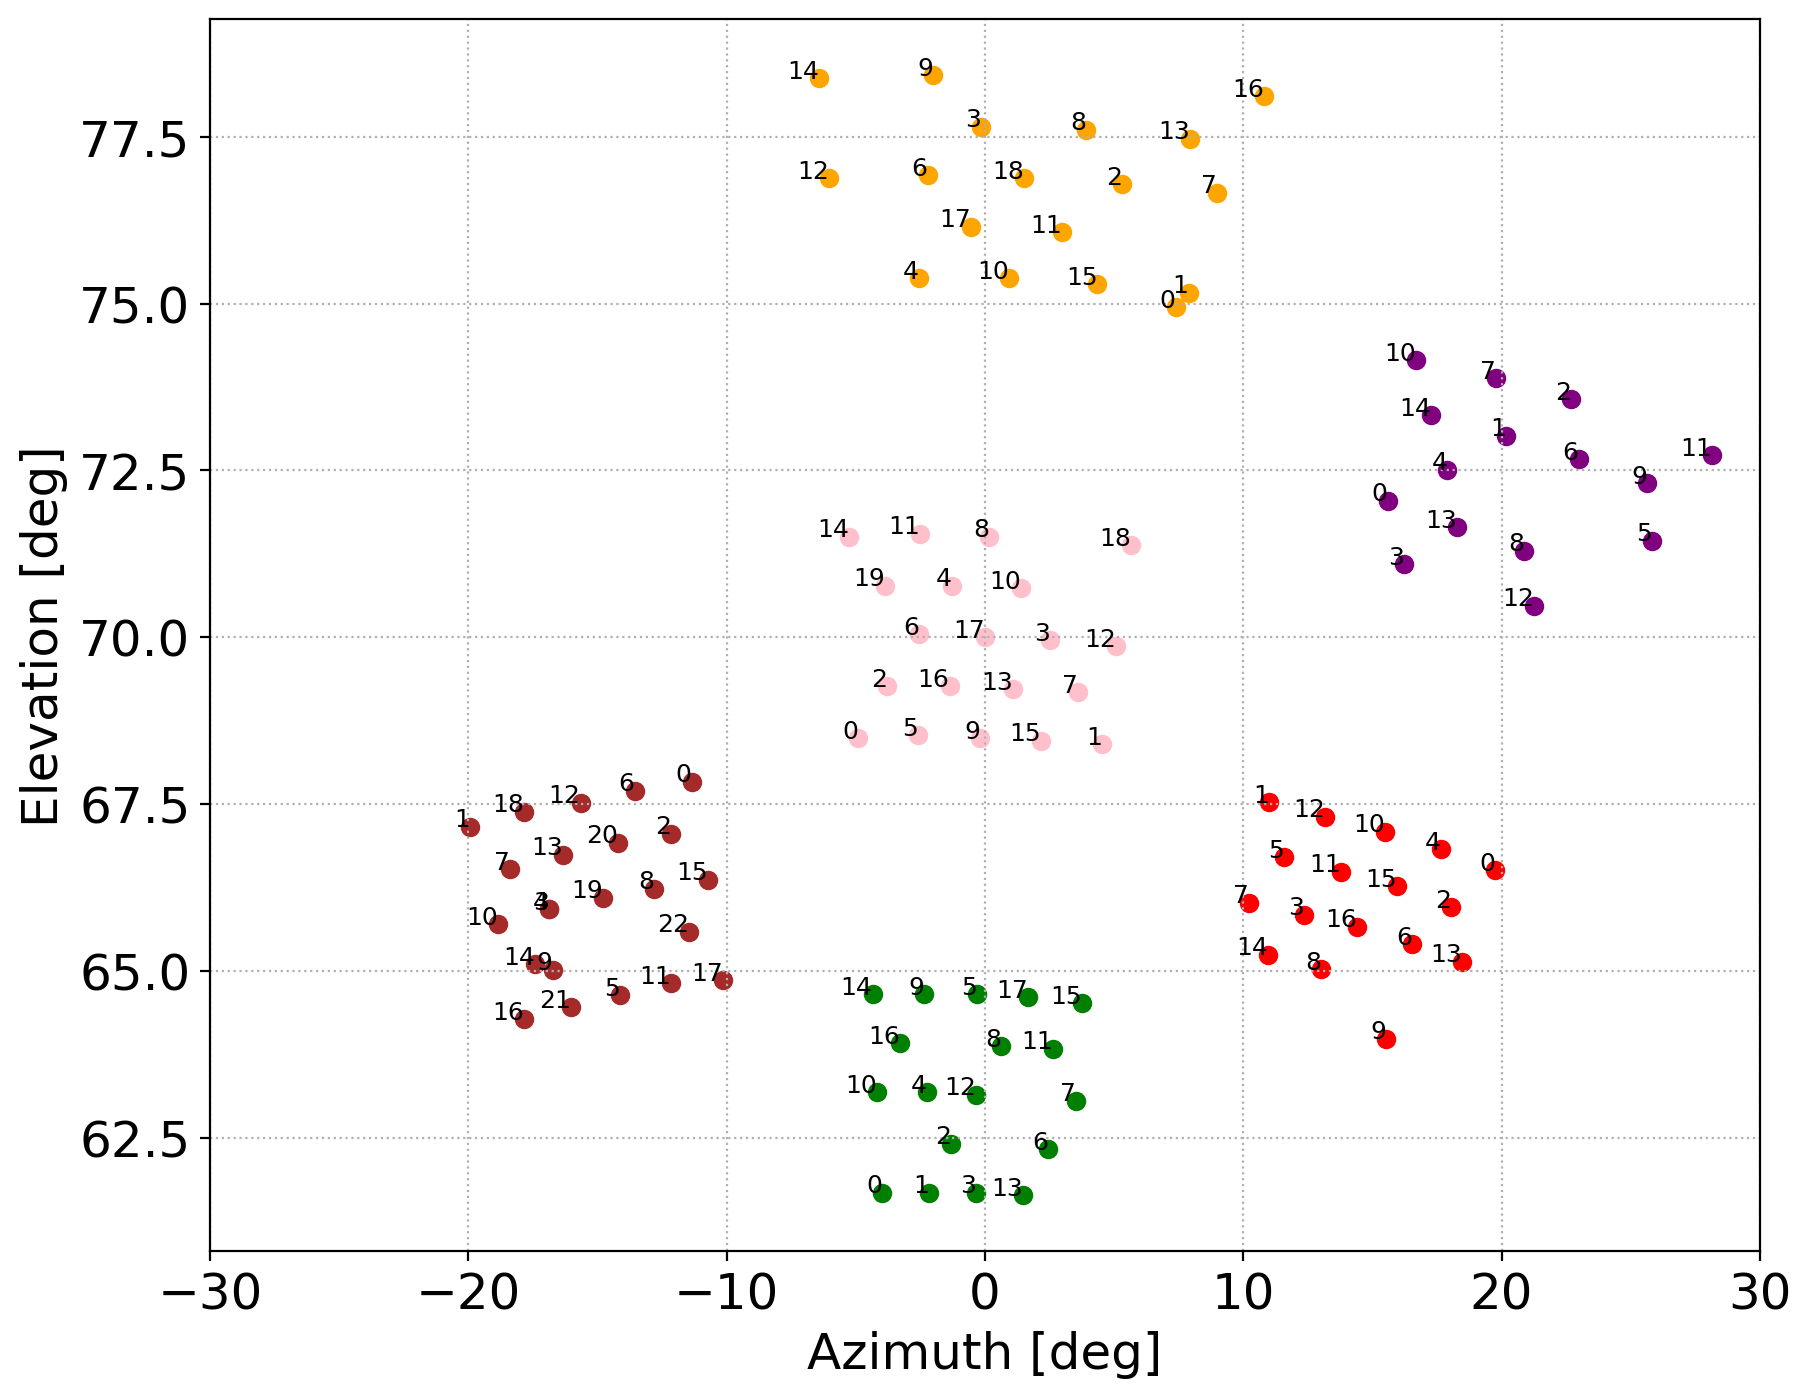 14 9 16
3 8 13
77.5
12 6 18 2 7
17 11
4 10 15 1
75.0 0
10 7 2
14 1
4 6 11
72.5 9
0 13 5
14 11 8 18 3 8
19 4 10 12
6 17 3 12
70.0
2 16 13 7
0 5 9 15 1
1 18 12 6 0
67.5 1 12 10 4 0
7 13 20 2 5 11 15 2
10 3 19 8 15 7 3 16 6 13
4 22
14 9 14 8
65.0 5 11 17
16 21 14 9 5 17 15
16 8 11 9
10 4 12 7
62.5 2 6
0 1 3 13
Elevation [deg]
−30 −20 −10 0 10 20 30
Azimuth [deg]